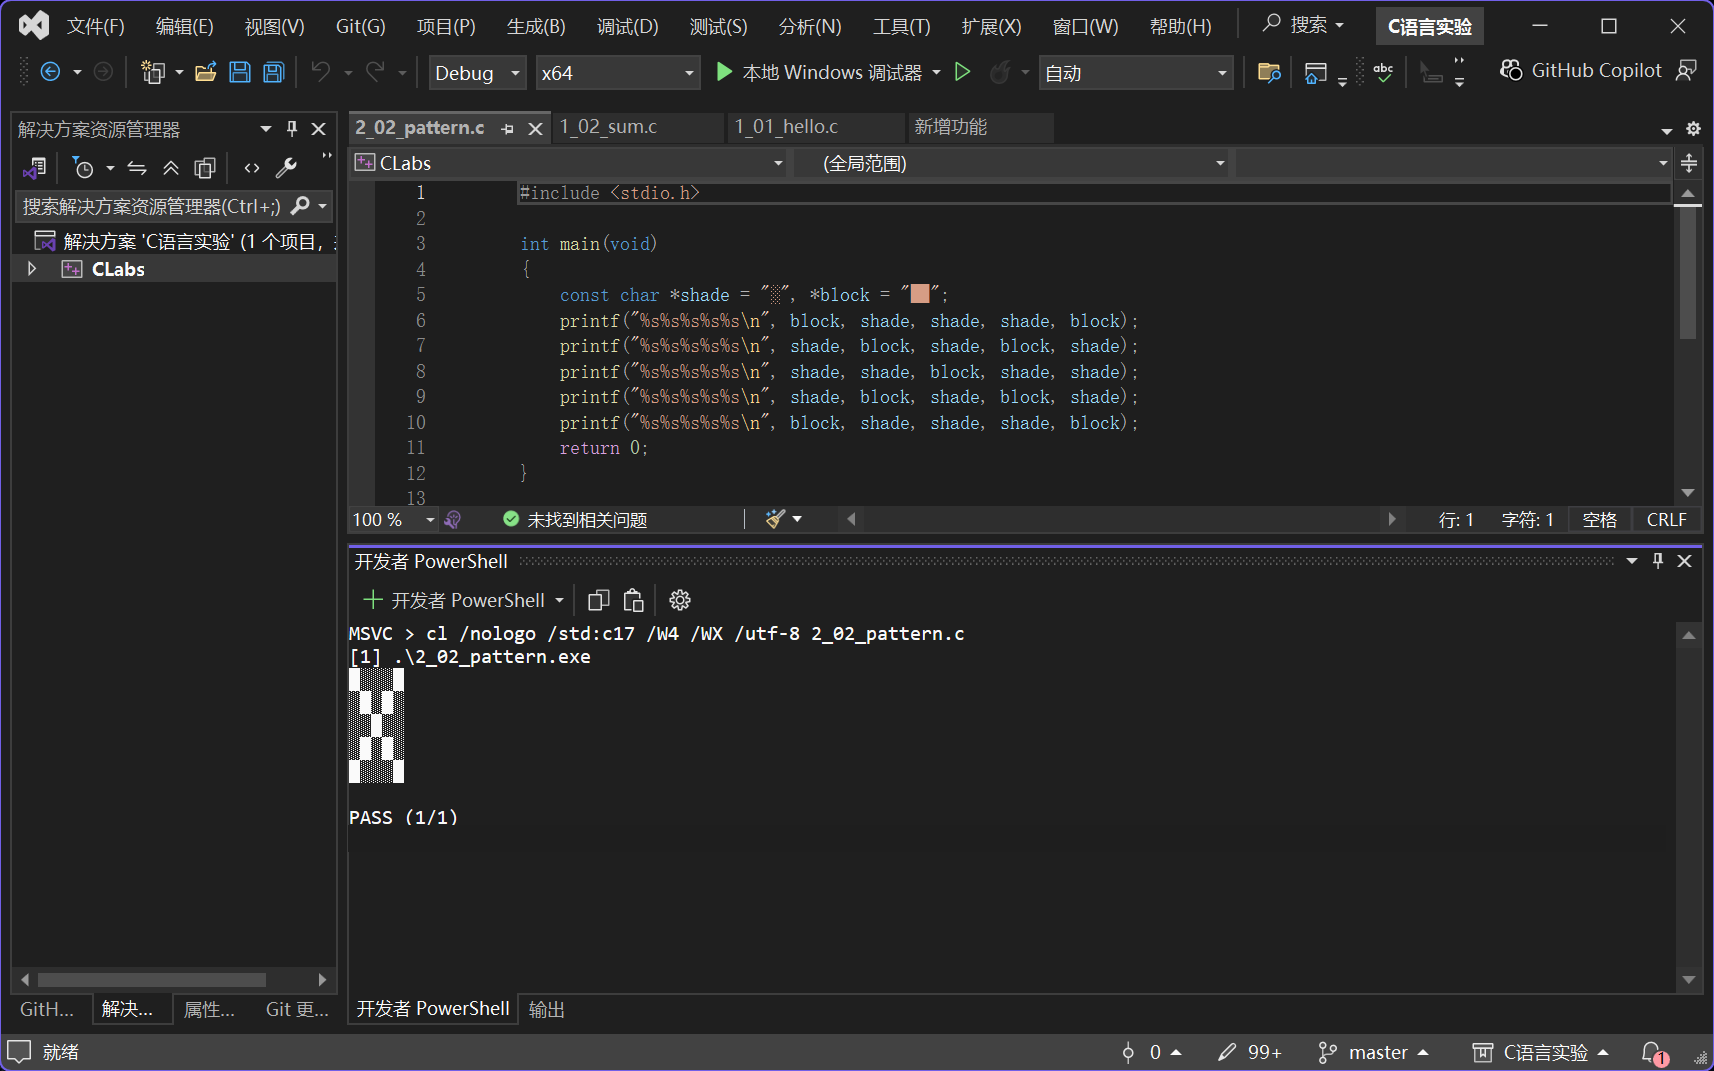 文件(F) 编辑(E) 视图(V) Git(G) 项目(P) 生成(B) 调试(D) 测试(S) 分析(N) 工具(T) 扩展(X) 窗口(W) 帮助(H) 搜索 C语言实验
Debug x64 本地 Windows 调试器 自动 GitHub Copilot
解决方案资源管理器
搜索解决方案资源管理器(Ctrl+;)
解决方案 'C语言实验' (1 个项目,
CLabs
2_02_pattern.c 1_02_sum.c 1_01_hello.c 新增功能
CLabs (全局范围)
1 #include <stdio.h>
2
3 int main(void)
4 {
5 const char *shade = "░", *block = "█";
6 printf("%s%s%s%s%s\n", block, shade, shade, shade, block);
7 printf("%s%s%s%s%s\n", shade, block, shade, block, shade);
8 printf("%s%s%s%s%s\n", shade, shade, block, shade, shade);
9 printf("%s%s%s%s%s\n", shade, block, shade, block, shade);
10 printf("%s%s%s%s%s\n", block, shade, shade, shade, block);
11 return 0;
12 }
13
100 % 未找到相关问题 行: 1 字符: 1 空格 CRLF
开发者 PowerShell
开发者 PowerShell
MSVC > cl /nologo /std:c17 /W4 /WX /utf-8 2_02_pattern.c
[1] .\2_02_pattern.exe
█░░░█
░█░█░
░░█░░
░█░█░
█░░░█
PASS (1/1)
GitH... 解决... 属性... Git 更...
开发者 PowerShell 输出
就绪 0 99+ master C语言实验 1